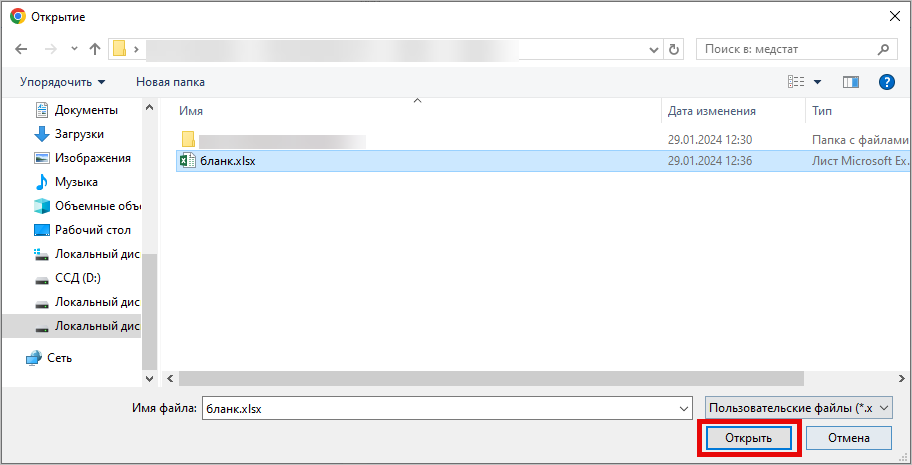 Открытие
Поиск в: медстат
Упорядочить
Новая папка
Имя
Дата изменения
Тип
29.01.2024 12:30
Папка с файлами
бланк.xlsx
29.01.2024 12:36
Лист Microsoft Ex
Документы
Загрузки
Изображения
Музыка
Объемные объ
Рабочий стол
Локальный дис
ССД (D:)
Локальный дис
Локальный дис
Сеть
Имя файла:
бланк.xlsx
Пользовательские файлы (*.x
Открыть
Отмена